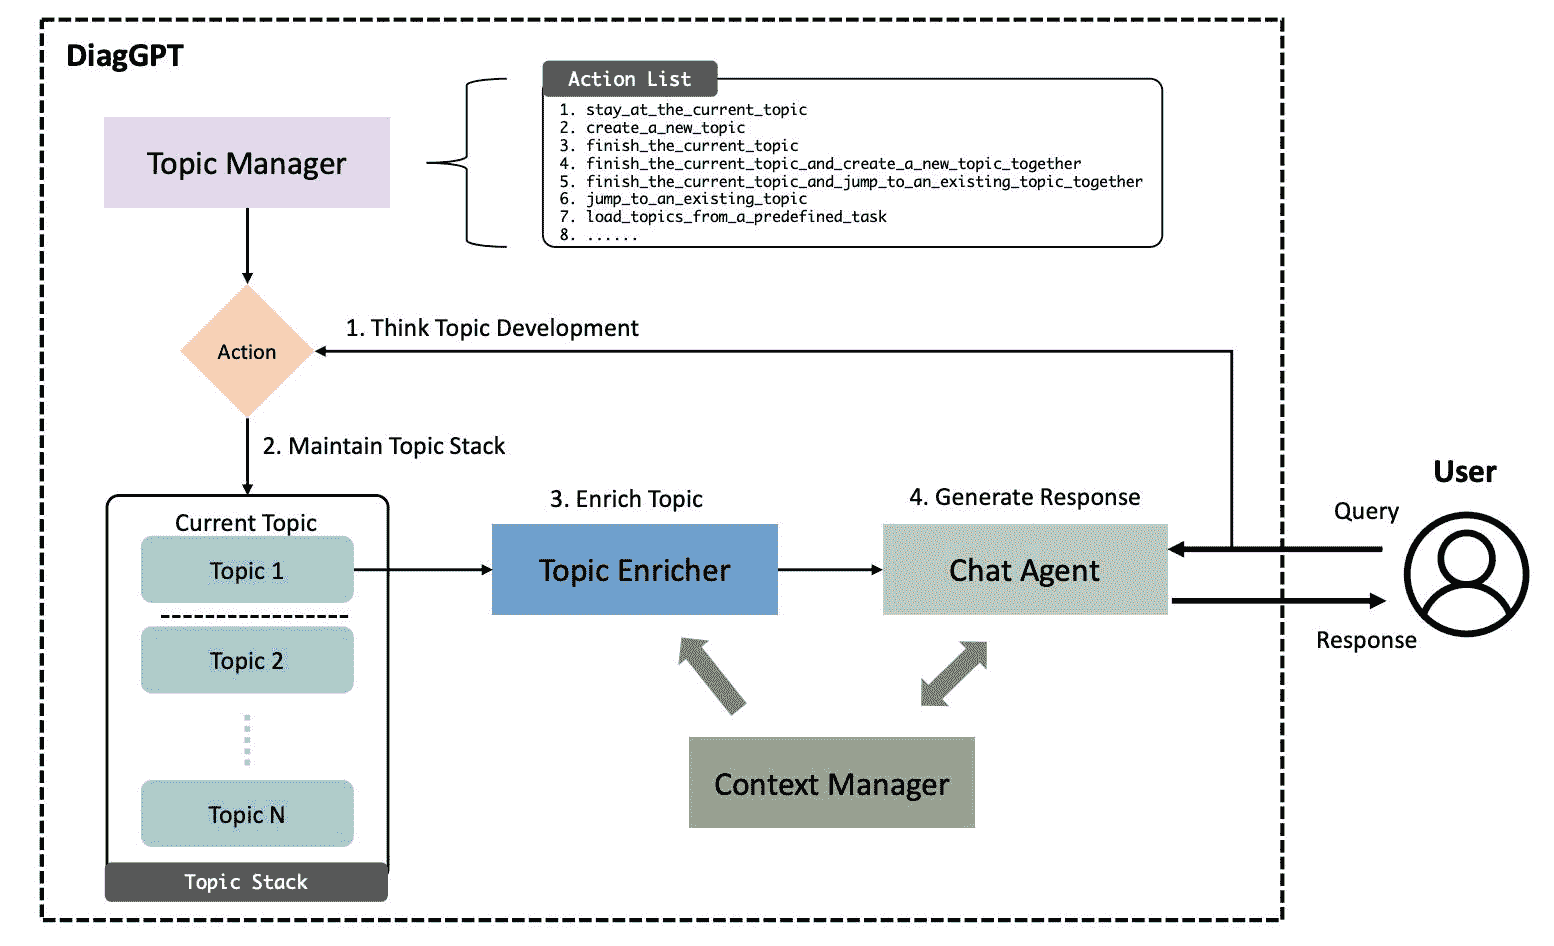 DiagGPT
Topic Manager
Action List
1. stay_at_the_current_topic
2. create_a_new_topic
3. finish_the_current_topic
4. finish_the_current_topic_and_create_a_new_topic_together
5. finish_the_current_topic_and_jump_to_an_existing_topic_together
6. jump_to_an_existing_topic
7. load_topics_from_a_predefined_task
8. ......
Action
1. Think Topic Development
2. Maintain Topic Stack
Current Topic
Topic 1
Topic 2
Topic N
Topic Stack
3. Enrich Topic
Topic Enricher
4. Generate Response
Chat Agent
Context Manager
User
Query
Response